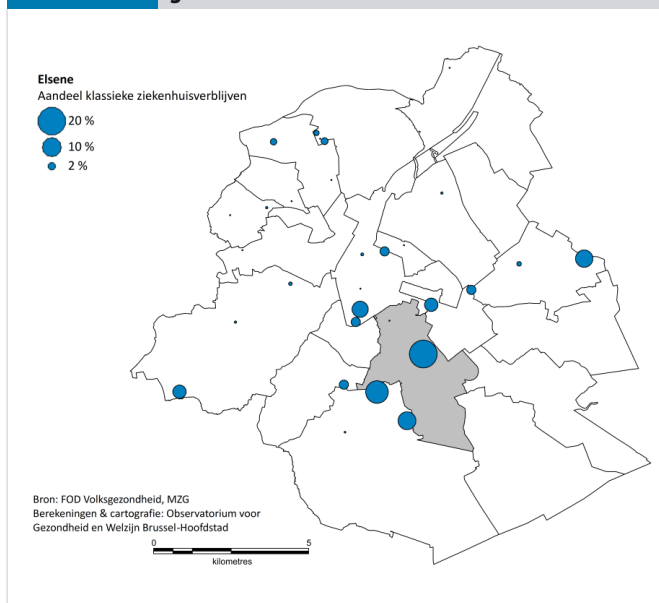 Elsene
Aandeel klassieke ziekenhuisverblijven
20 %
10 %
2 %
Bron: FOD Volksgezondheid, MZG
Berekeningen & cartografie: Observatorium voor
Gezondheid en Welzijn Brussel-Hoofdstad
0 5
kilometres